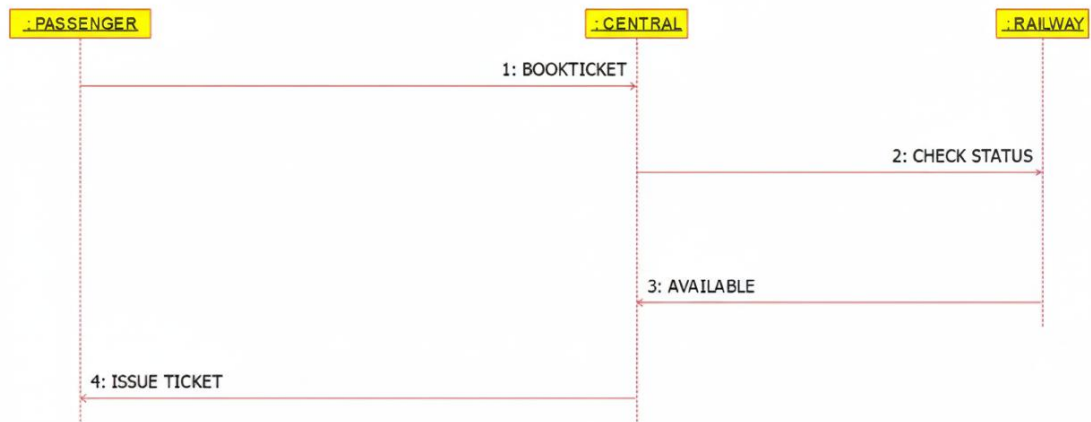 : PASSENGER
: CENTRAL
: RAILWAY
1: BOOKTICKET
2: CHECK STATUS
3: AVAILABLE
4: ISSUE TICKET